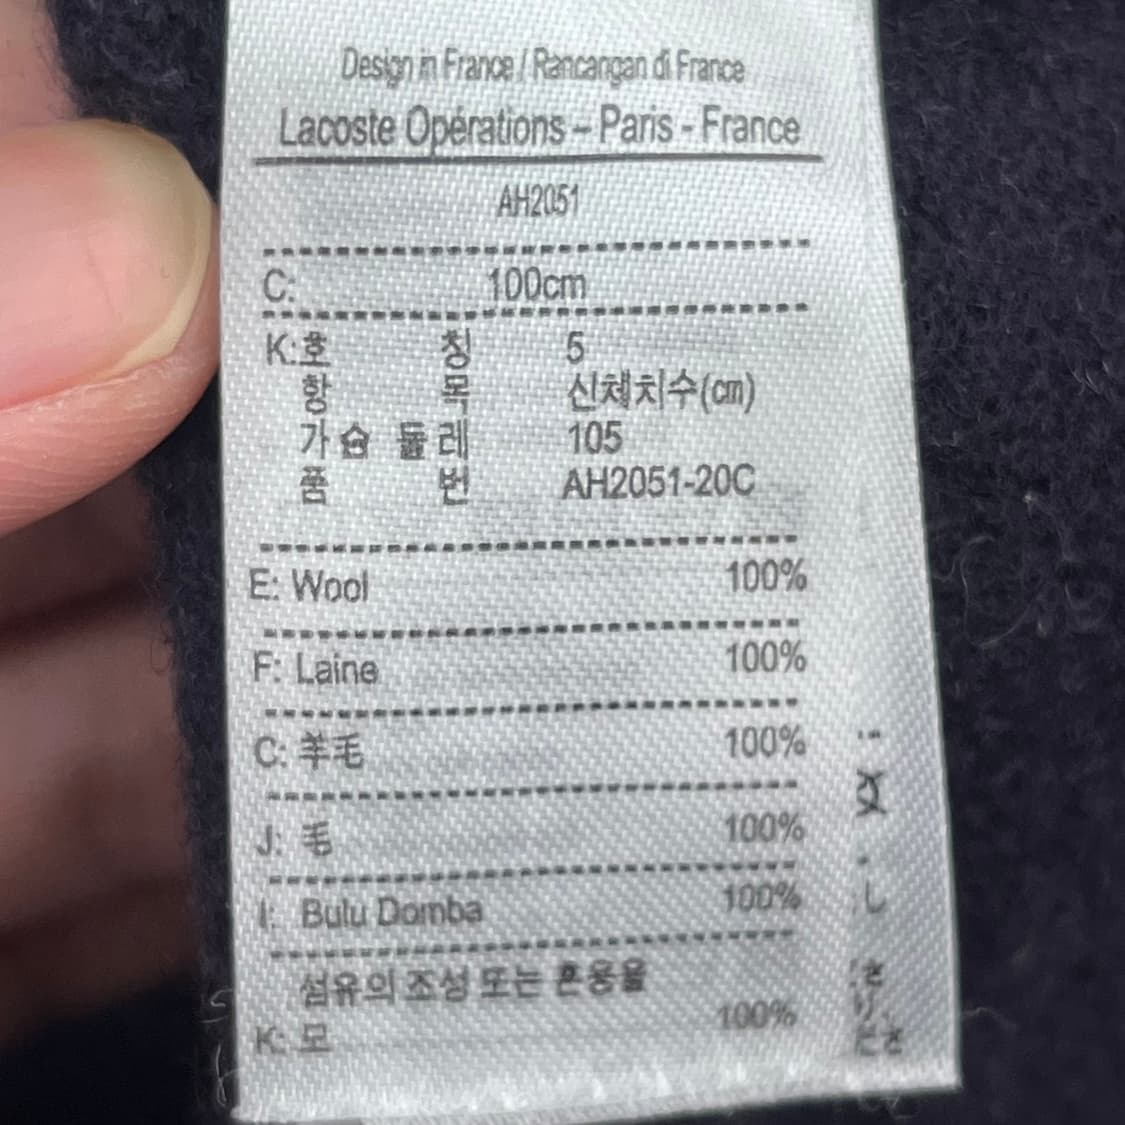 Design in France / Rancangan di France
Lacoste Opérations – Paris - France
AH2051
C: 100cm
K:호 칭 5
항 목 신체치수(cm)
가슴 둘레 105
품 번 AH2051-20C
E: Wool 100%
F: Laine 100%
C: 羊毛 100%
J: 毛 100%
I: Bulu Domba 100%
섬유의 조성 또는 혼용율
K: 모 100%